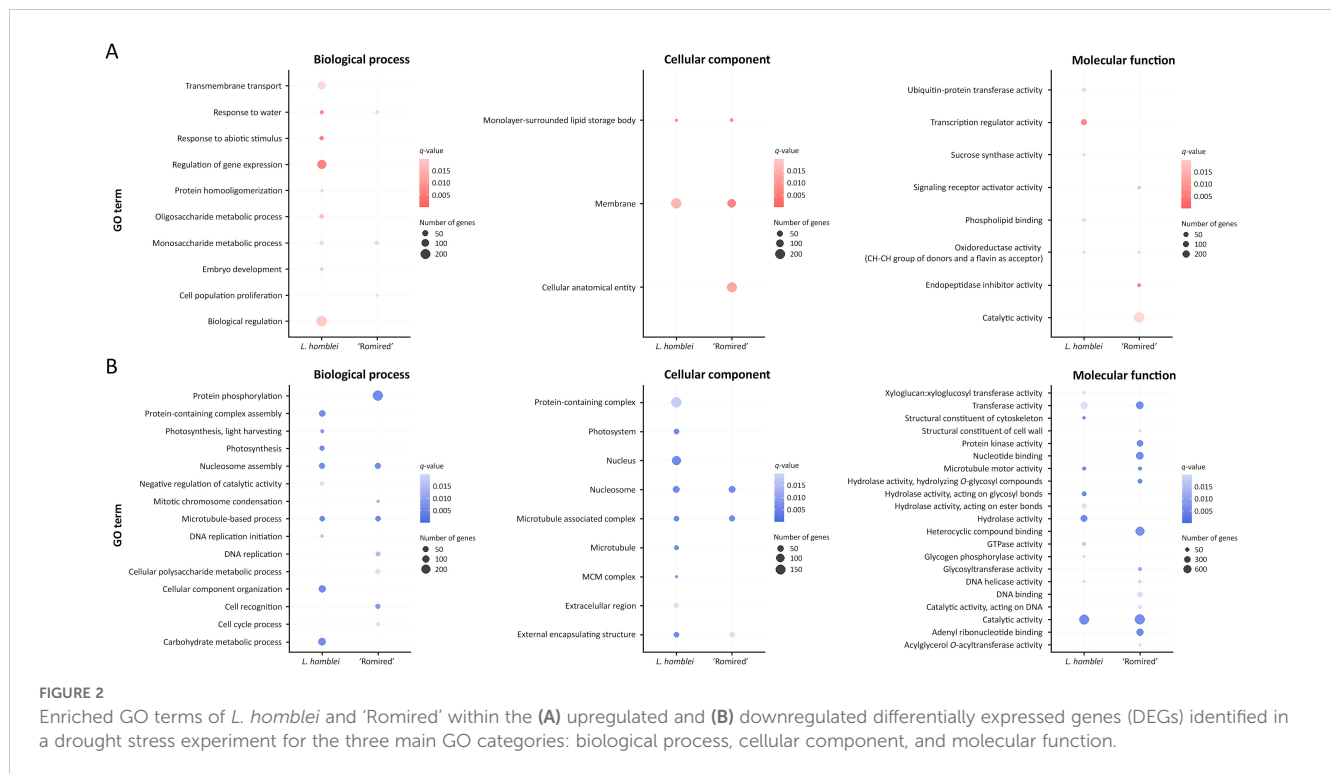 A
Biological process
Cellular component
Molecular function
GO term
Transmembrane transport
Response to water
Response to abiotic stimulus
Regulation of gene expression
Protein homooligomerization
Oligosaccharide metabolic process
Monosaccharide metabolic process
Embryo development
Cell population proliferation
Biological regulation
L. homblei
'Romired'
q-value
0.015
0.010
0.005
Number of genes
50
100
200
Monolayer-surrounded lipid storage body
Membrane
Cellular anatomical entity
L. homblei
'Romired'
q-value
0.015
0.010
0.005
Number of genes
50
100
200
Ubiquitin-protein transferase activity
Transcription regulator activity
Sucrose synthase activity
Signaling receptor activator activity
Phospholipid binding
Oxidoreductase activity
(CH-CH group of donors and a flavin as acceptor)
Endopeptidase inhibitor activity
Catalytic activity
L. homblei
'Romired'
q-value
0.015
0.010
0.005
Number of genes
50
100
200
B
Biological process
Cellular component
Molecular function
GO term
Protein phosphorylation
Protein-containing complex assembly
Photosynthesis, light harvesting
Photosynthesis
Nucleosome assembly
Negative regulation of catalytic activity
Mitotic chromosome condensation
Microtubule-based process
DNA replication initiation
DNA replication
Cellular polysaccharide metabolic process
Cellular component organization
Cell recognition
Cell cycle process
Carbohydrate metabolic process
L. homblei
'Romired'
q-value
0.015
0.010
0.005
Number of genes
50
100
200
Protein-containing complex
Photosystem
Nucleus
Nucleosome
Microtubule associated complex
Microtubule
MCM complex
Extracellular region
External encapsulating structure
L. homblei
'Romired'
q-value
0.015
0.010
0.005
Number of genes
50
100
150
Xyloglucan:xyloglucosyl transferase activity
Transferase activity
Structural constituent of cytoskeleton
Structural constituent of cell wall
Protein kinase activity
Nucleotide binding
Microtubule motor activity
Hydrolase activity, hydrolyzing O-glycosyl compounds
Hydrolase activity, acting on glycosyl bonds
Hydrolase activity, acting on ester bonds
Hydrolase activity
Heterocyclic compound binding
GTPase activity
Glycogen phosphorylase activity
Glycosyltransferase activity
DNA helicase activity
DNA binding
Catalytic activity, acting on DNA
Catalytic activity
Adenyl ribonucleotide binding
Acylglycerol O-acyltransferase activity
L. homblei
'Romired'
q-value
0.015
0.010
0.005
Number of genes
50
300
600
FIGURE 2
Enriched GO terms of L. homblei and 'Romired' within the (A) upregulated and (B) downregulated differentially expressed genes (DEGs) identified in
a drought stress experiment for the three main GO categories: biological process, cellular component, and molecular function.